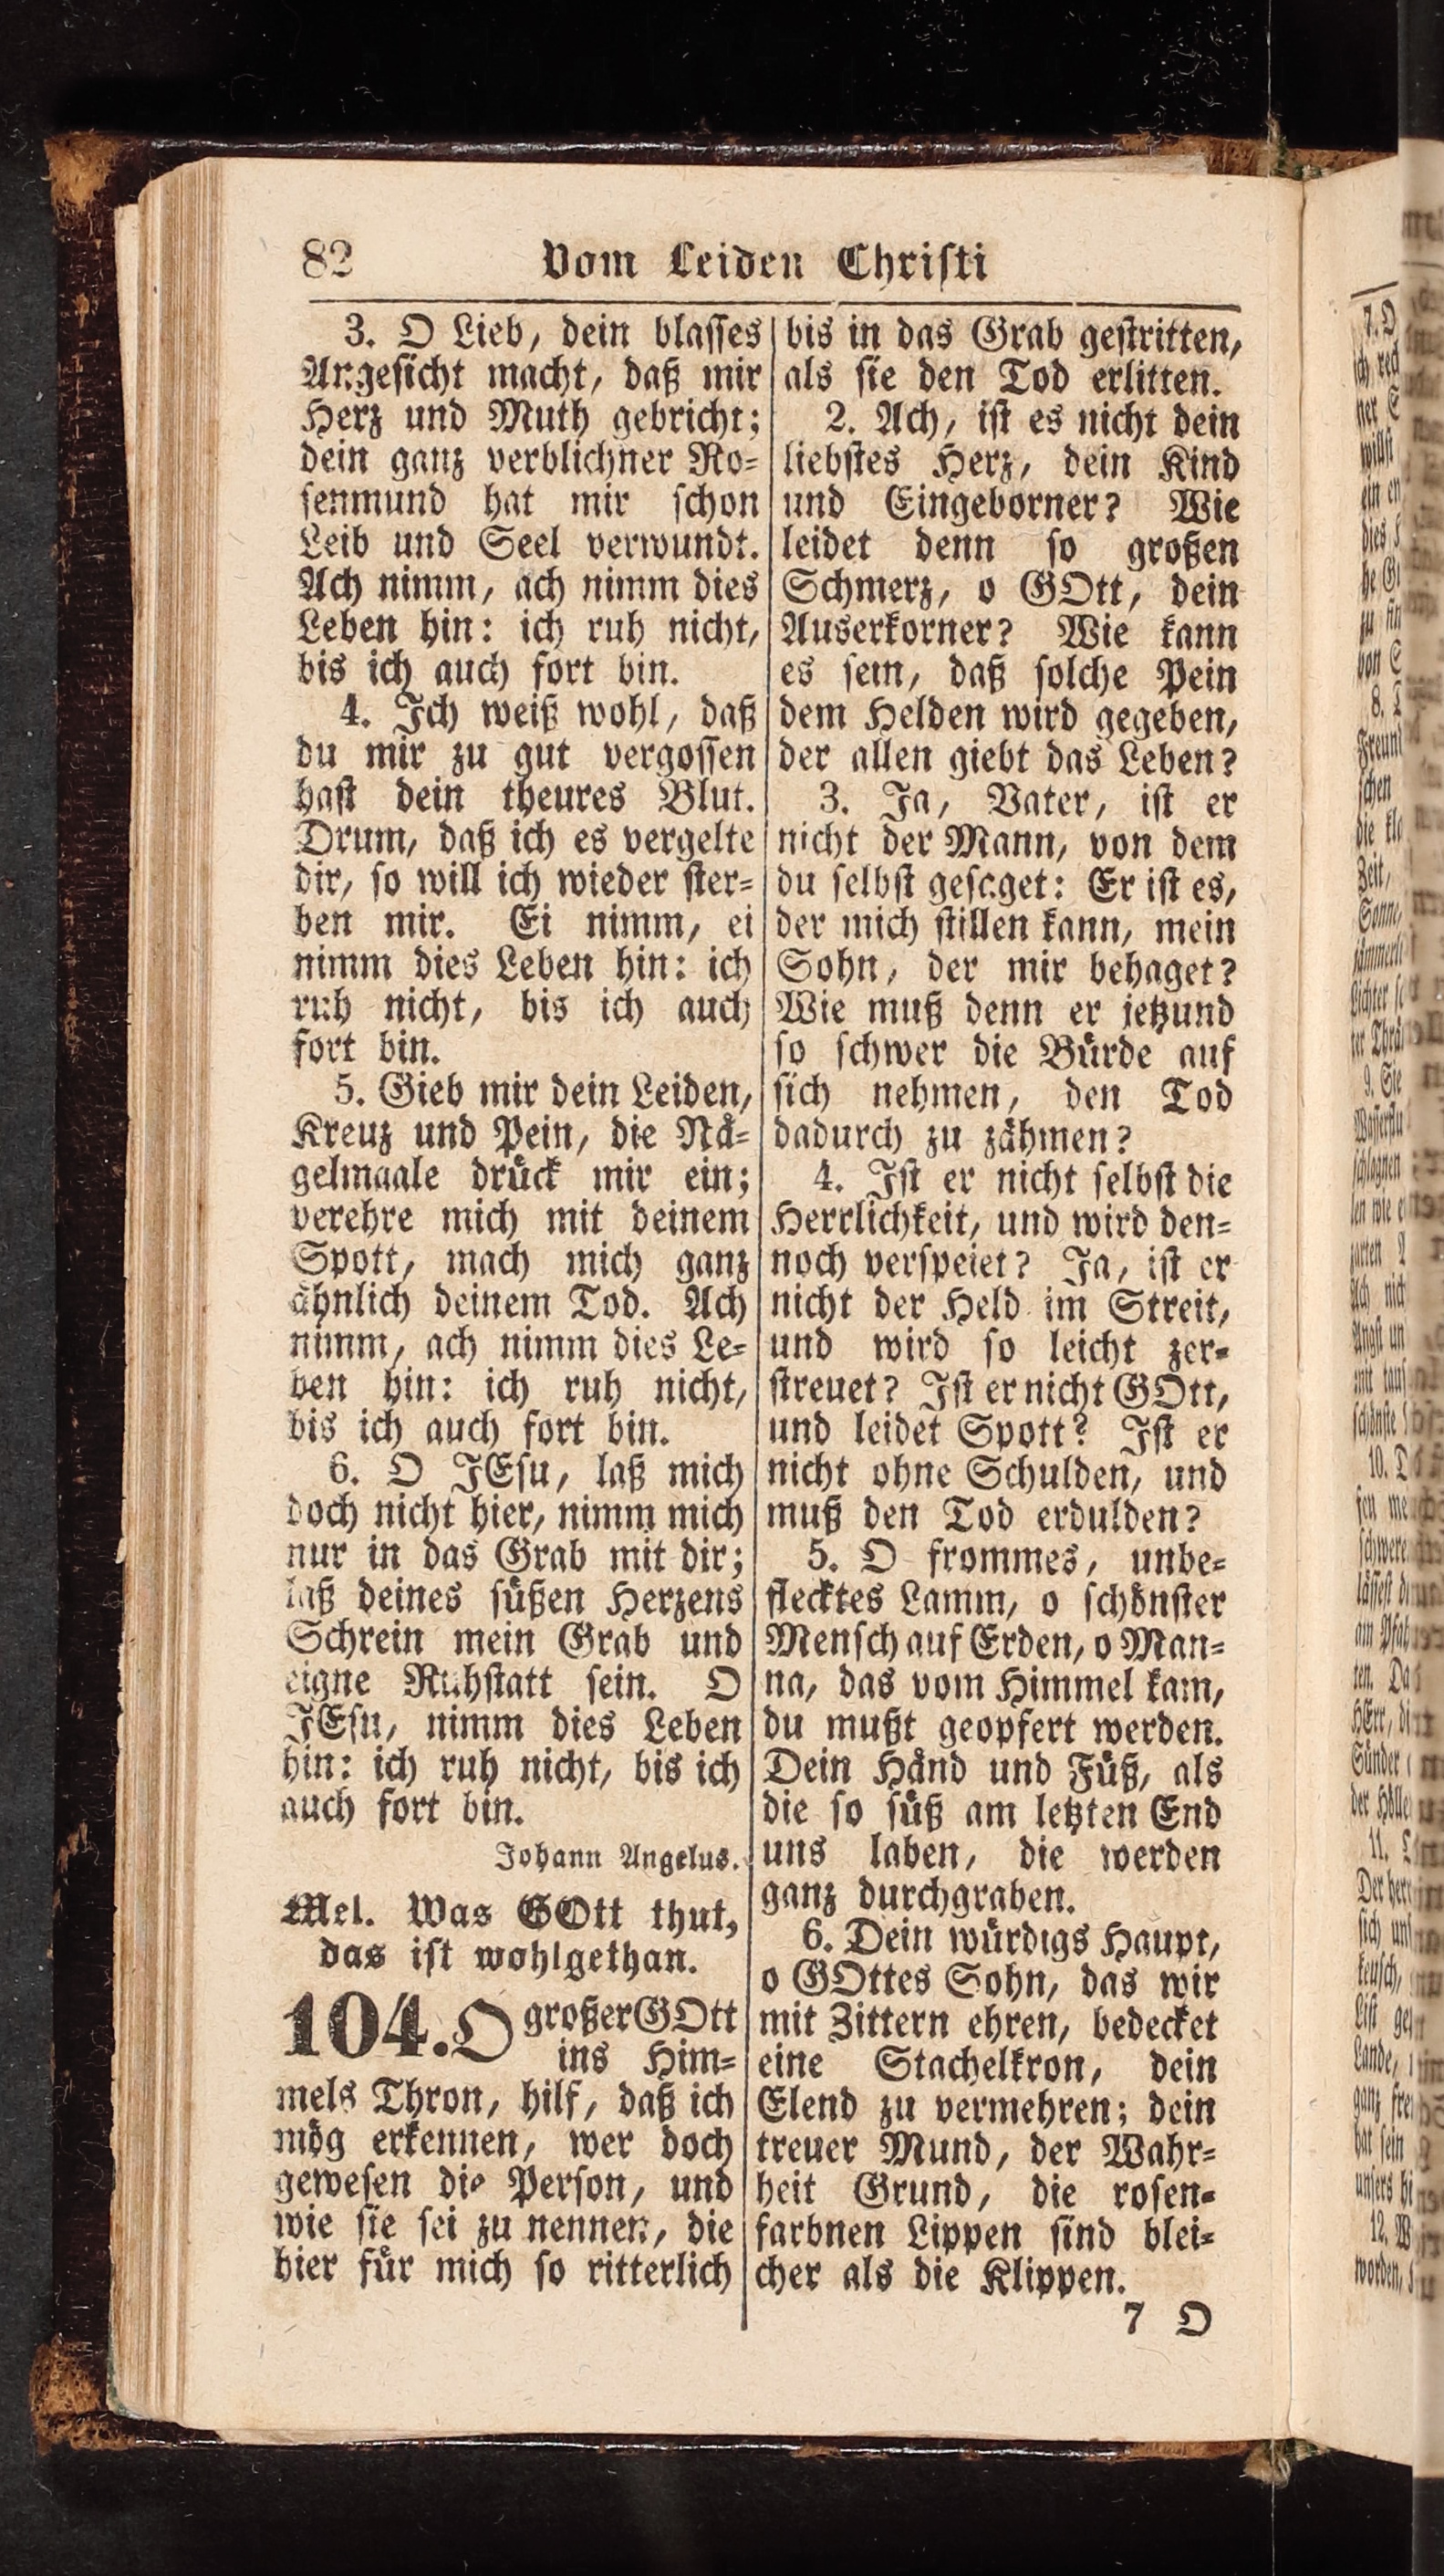 82 Vom Leiden Christi
3. O Lieb, dein blasses
Angesicht macht, daß mir
Herz und Muth gebricht;
dein ganz verblichner Ro-
senmund hat mir schon
Leib und Seel verwundt.
Ach nimm, ach nimm dies
Leben hin: ich ruh nicht,
bis ich auch fort bin.
4. Ich weiß wohl, daß
du mir zu gut vergossen
hast dein theures Blut.
Drum, daß ich es vergelte
dir, so will ich wieder ster-
ben mir. Ei nimm, ei
nimm dies Leben hin: ich
ruh nicht, bis ich auch
fort bin.
5. Gieb mir dein Leiden,
Kreuz und Pein, die Nä-
gelmaale drück mir ein;
verehre mich mit deinem
Spott, mach mich ganz
ähnlich deinem Tod. Ach
nimm, ach nimm dies Le-
ben hin: ich ruh nicht,
bis ich auch fort bin.
6. O JEsu, laß mich
doch nicht hier, nimm mich
nur in das Grab mit dir;
laß deines süßen Herzens
Schrein mein Grab und
eigne Ruhstatt sein. O
JEsu, nimm dies Leben
hin: ich ruh nicht, bis ich
auch fort bin.
Johann Angelus.
Mel. Was GOtt thut,
das ist wohlgethan.
104. O großer GOtt
ins Him-
mels Thron, hilf, daß ich
mög erkennen, wer doch
gewesen die Person, und
wie sie sei zu nennen, die
hier für mich so ritterlich
bis in das Grab gestritten,
als sie den Tod erlitten.
2. Ach, ist es nicht dein
liebstes Herz, dein Kind
und Eingeborner? Wie
leidet denn so großen
Schmerz, o GOtt, dein
Auserkorner? Wie kann
es sein, daß solche Pein
dem Helden wird gegeben,
der allen giebt das Leben?
3. Ja, Vater, ist er
nicht der Mann, von dem
du selbst gesaget: Er ist es,
der mich stillen kann, mein
Sohn, der mir behaget?
Wie muß denn er jetzund
so schwer die Bürde auf
sich nehmen, den Tod
dadurch zu zähmen?
4. Ist er nicht selbst die
Herrlichkeit, und wird den-
noch verspeiet? Ja, ist er
nicht der Held im Streit,
und wird so leicht zer-
streuet? Ist er nicht GOtt,
und leidet Spott? Ist er
nicht ohne Schulden, und
muß den Tod erdulden?
5. O frommes, unbe-
flecktes Lamm, o schönster
Mensch auf Erden, o Man-
na, das vom Himmel kam,
du mußt geopfert werden.
Dein Händ und Füß, als
die so süß am letzten End
uns laben, die werden
ganz durchgraben.
6. Dein würdigs Haupt,
o GOttes Sohn, das wir
mit Zittern ehren, bedecket
eine Stachelkron, dein
Elend zu vermehren; dein
treuer Mund, der Wahr-
heit Grund, die rosen-
farbnen Lippen sind blei-
cher als die Klippen.
7 O